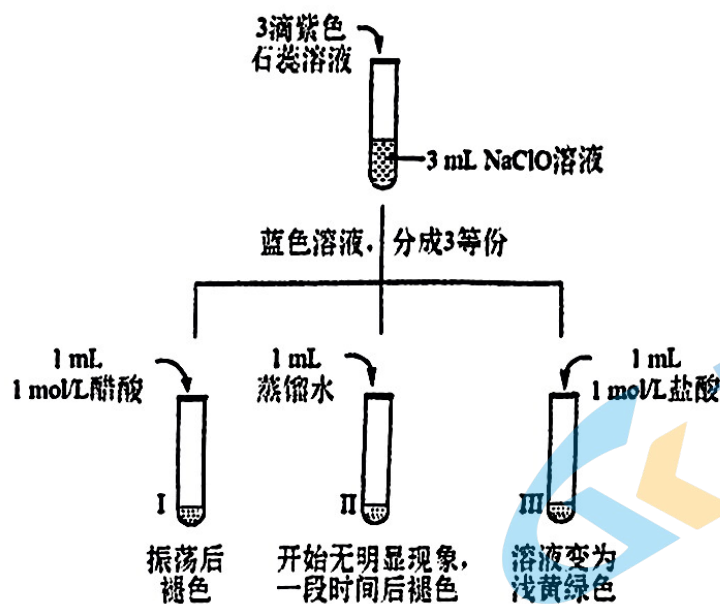 3滴紫色
石蕊溶液
3 mL NaClO溶液
蓝色溶液，分成3等份
1 mL
1 mol/L醋酸
1 mL
蒸馏水
1 mL
1 mol/L盐酸
I
II
III
振荡后
褪色
开始无明显现象，
一段时间后褪色
溶液变为
浅黄绿色